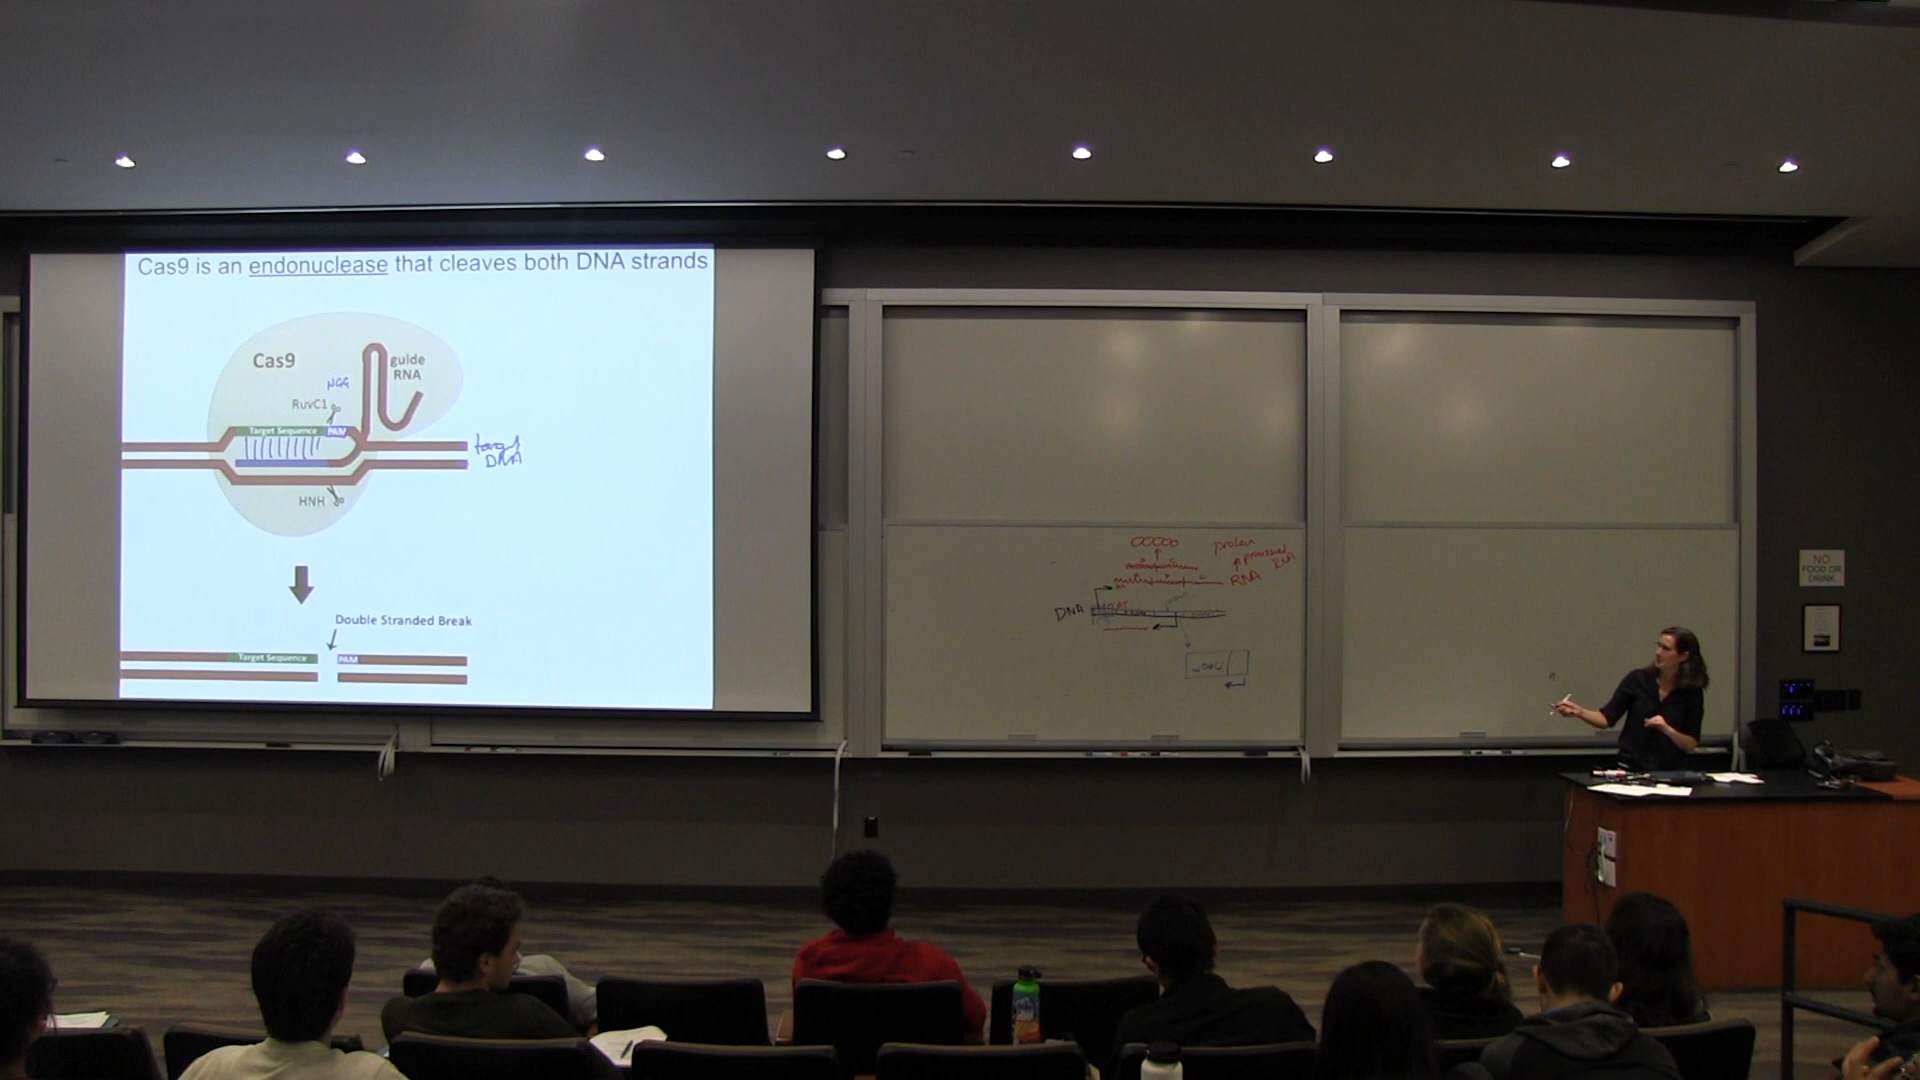 Cas9 is an endonuclease that cleaves both DNA strands
Cas9
guide
RNA
NGG
RuvC1
Target Sequence
PAM
target
DNA
HNH
Double Stranded Break
Target Sequence
PAM
protein
processed
RNA
RNA
DNA
NO
FOOD OR
DRINK